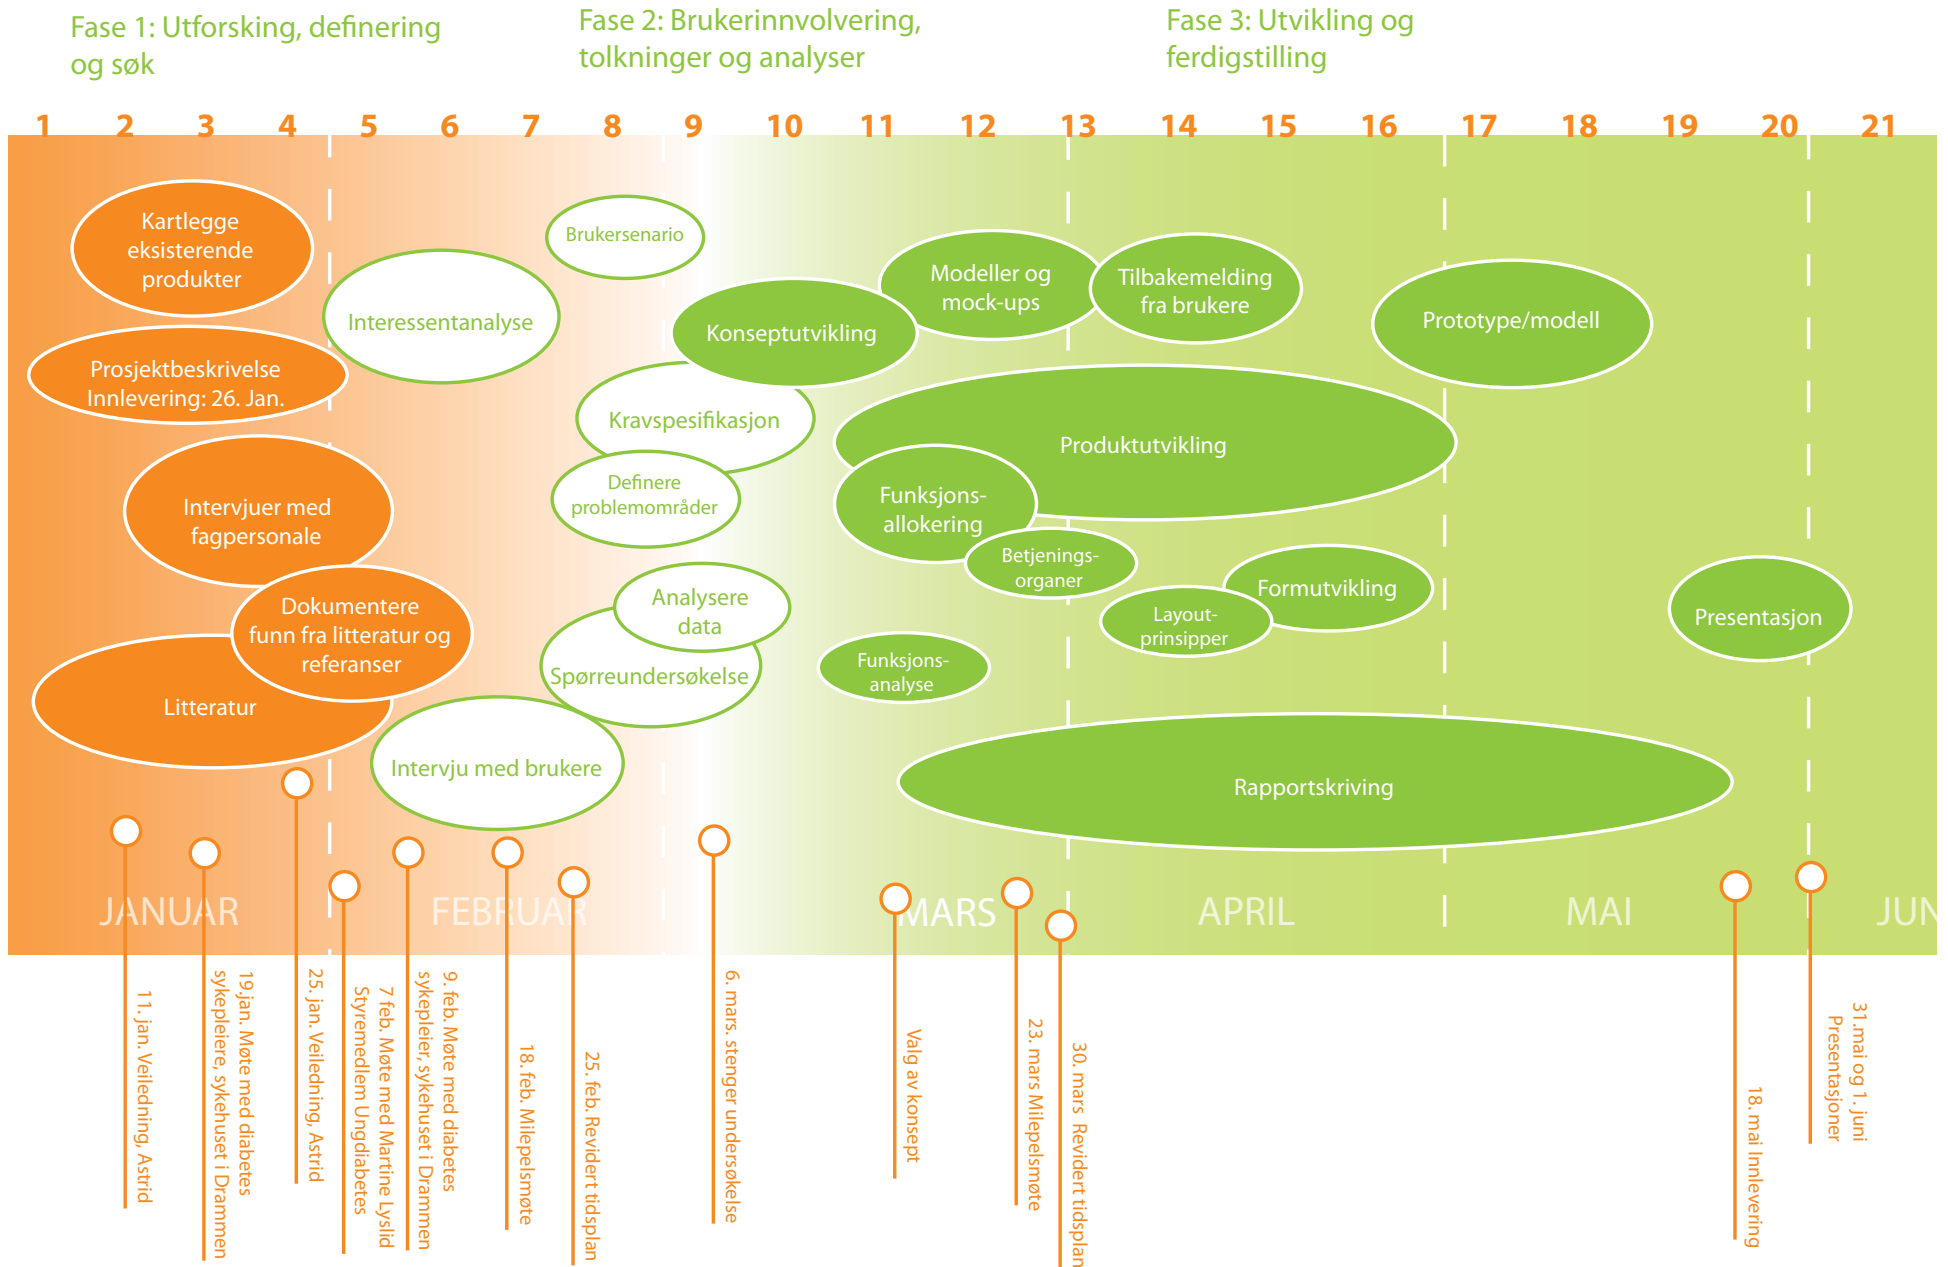 Fase 1: Utforsking, definering
og søk
Fase 2: Brukerinnvolvering,
tolkninger og analyser
Fase 3: Utvikling og
ferdigstilling
1 2 3 4 5 6 7 8 9 10 11 12 13 14 15 16 17 18 19 20 21
Kartlegge
eksisterende
produkter
Prosjektbeskrivelse
Innlevering: 26. Jan.
Intervjuer med
fagpersonale
Dokumentere
funn fra litteratur og
referanser
Litteratur
Interessentanalyse
Brukersenario
Kravspesifikasjon
Definere
problemområder
Analysere
data
Spørreundersøkelse
Intervju med brukere
Konseptutvikling
Modeller og
mock-ups
Tilbakemelding
fra brukere
Prototype/modell
Produktutvikling
Funksjons-
allokering
Betjenings-
organer
Formutvikling
Layout-
prinsipper
Funksjons-
analyse
Presentasjon
Rapportskriving
JANUAR
FEBRUAR
MARS
APRIL
MAI
JUN
11. jan. Veiledning, Astrid
19.jan. Møte med diabetes
sykepleiere, sykehuset i Drammen
25. jan. Veiledning, Astrid
7 feb. Møte med Martine Lyslid
Styremedlem Ungdiabetes
9. feb. Møte med diabetes
sykepleier, sykehuset i Drammen
18. feb. Milepelsmøte
25. feb. Revidert tidsplan
6. mars. stenger undersøkelse
Valg av konsept
23. mars Milepelsmøte
30. mars Revidert tidsplan
18. mai Innlevering
31.mai og 1. juni
Presentasjoner